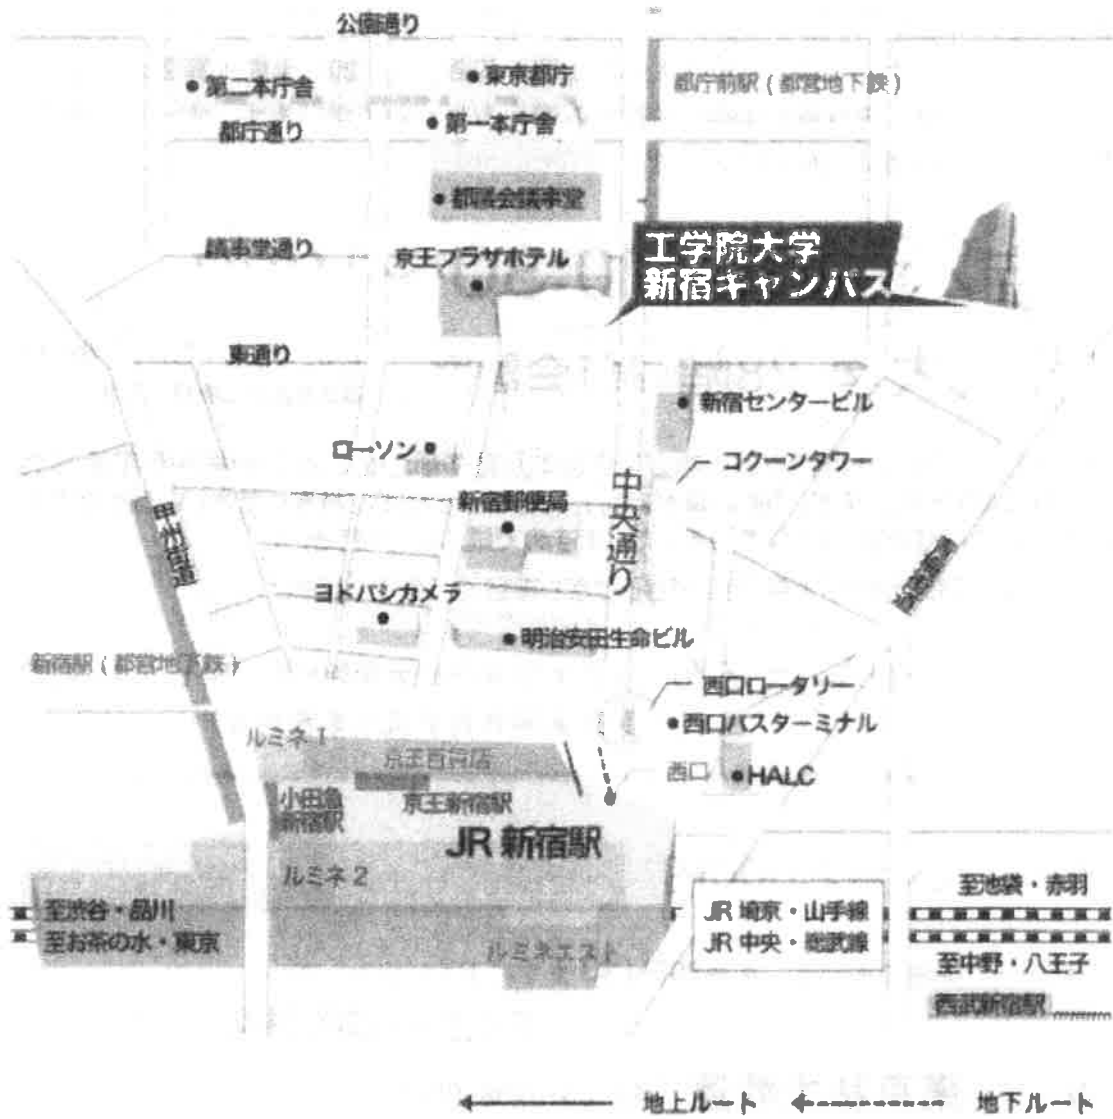 公園通り
第二本庁舎
東京都庁
都庁前駅(都営地下鉄)
第一本庁舎
都庁通り
都議会議事堂
工学院大学
新宿キャンパス
議事堂通り
京王プラザホテル
東通り
新宿センタービル
ローソン
コクーンタワー
中央通り
新宿郵便局
甲州街道
青梅街道
ヨドバシカメラ
明治安田生命ビル
新宿駅(都営地下鉄)
西口ロータリー
西口バスターミナル
ルミネ1
京王百貨店
西口
HALC
小田急
新宿駅
京王新宿駅
JR 新宿駅
ルミネ2
至池袋・赤羽
至渋谷・品川
JR 埼京・山手線
至お茶の水・東京
JR 中央・総武線
ルミネエスト
至中野・八王子
西武新宿駅
地上ルート
地下ルート